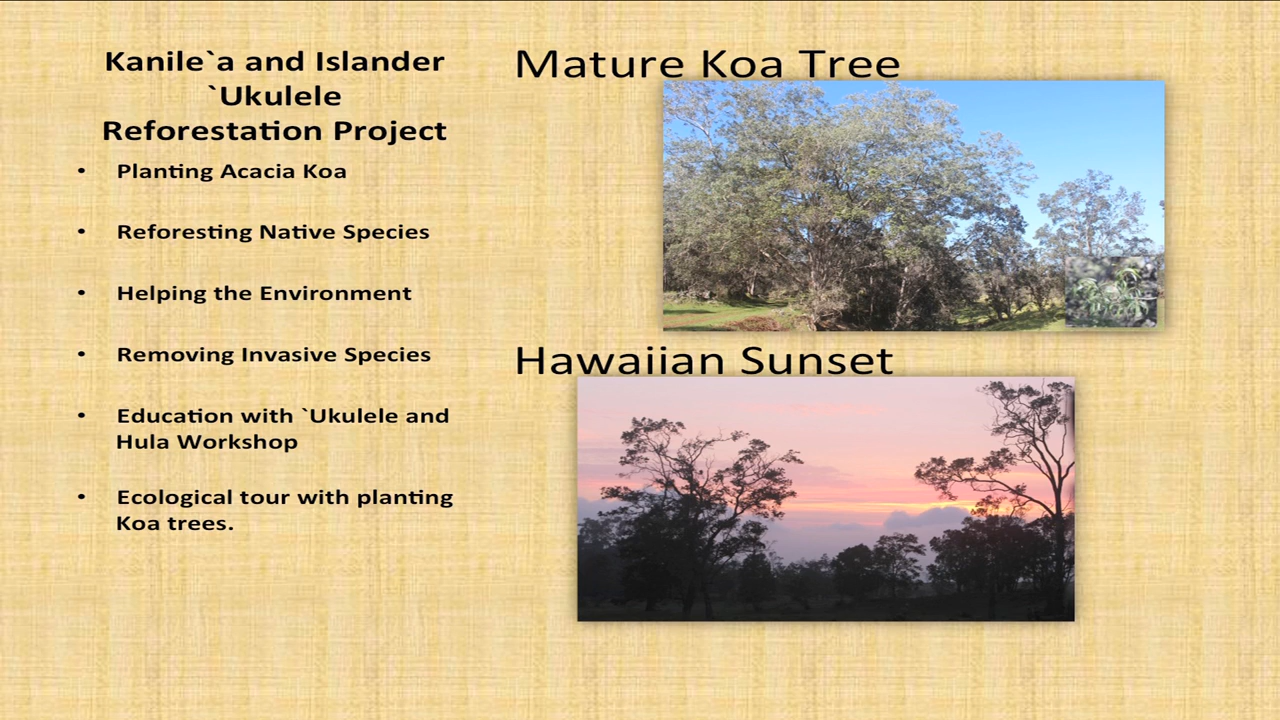 Kanile`a and Islander
`Ukulele
Reforestation Project
• Planting Acacia Koa
• Reforesting Native Species
• Helping the Environment
• Removing Invasive Species
• Education with `Ukulele and
Hula Workshop
• Ecological tour with planting
Koa trees.
Mature Koa Tree
Hawaiian Sunset